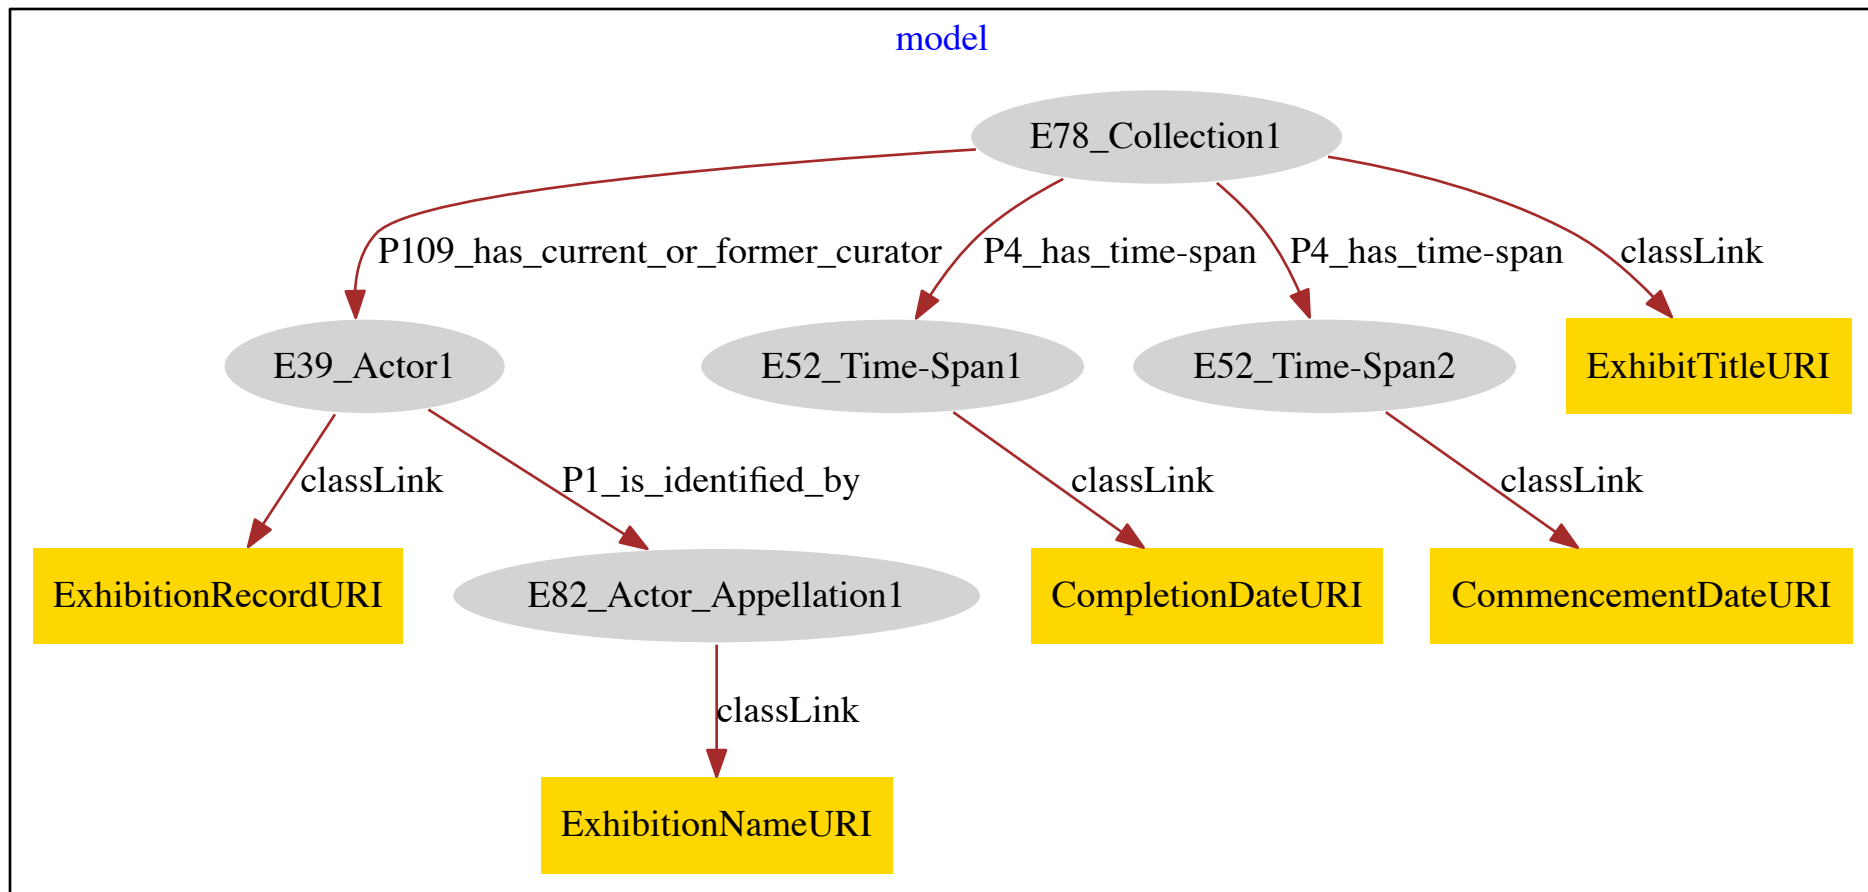 model
E78_Collection1
P109_has_current_or_former_curator
P4_has_time-span
P4_has_time-span
classLink
E39_Actor1
E52_Time-Span1
E52_Time-Span2
ExhibitTitleURI
classLink
P1_is_identified_by
classLink
classLink
ExhibitionRecordURI
E82_Actor_Appellation1
CompletionDateURI
CommencementDateURI
classLink
ExhibitionNameURI